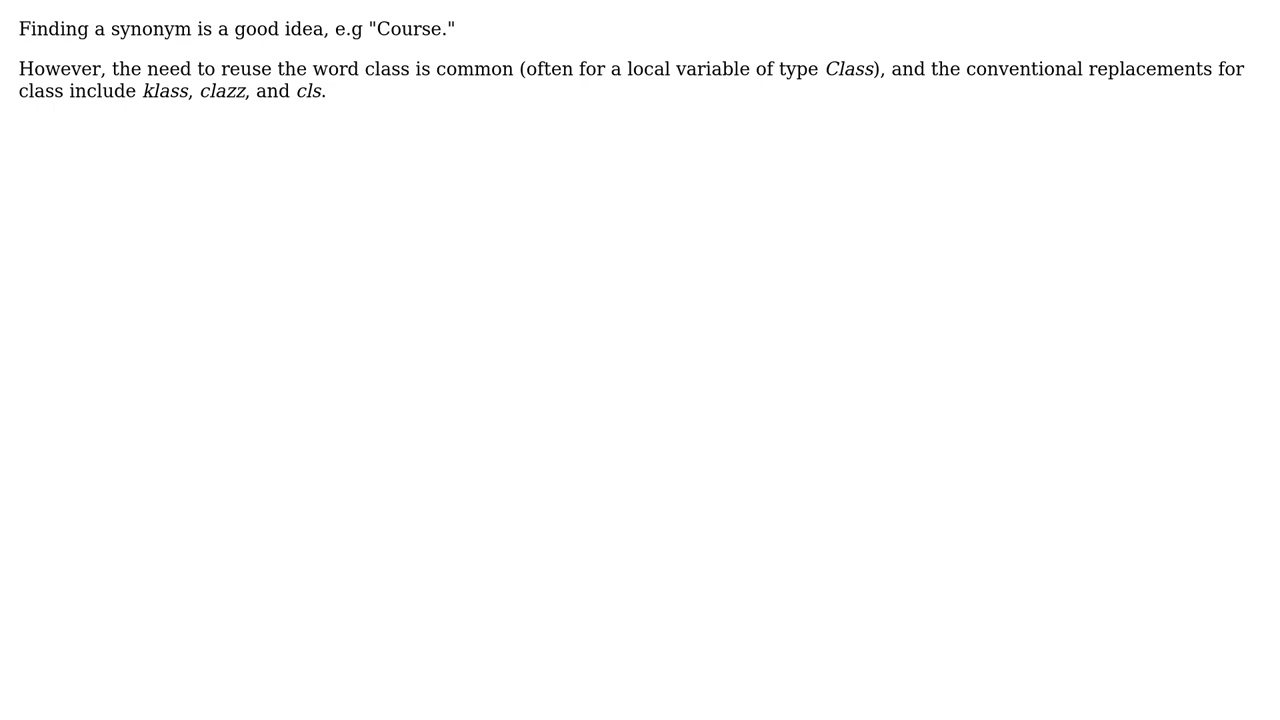 Finding a synonym is a good idea, e.g "Course."
However, the need to reuse the word class is common (often for a local variable of type Class), and the conventional replacements for
class include klass, clazz, and cls.